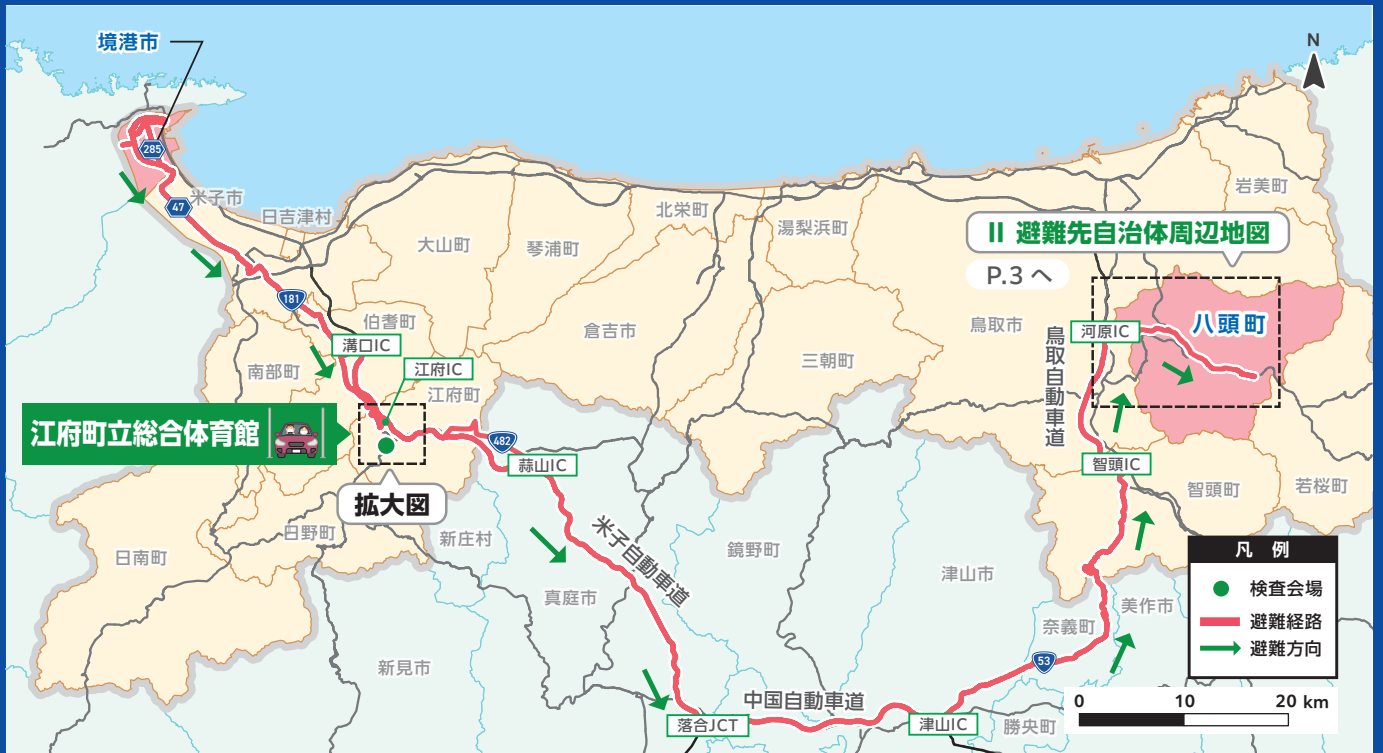 境港市
N
285
米子市
47
日吉津村
大山町
琴浦町
北栄町
湯梨浜町
岩美町
II 避難先自治体周辺地図
P.3 へ
181
伯耆町
溝口IC
倉吉市
三朝町
鳥取市
鳥取自動車道
河原IC
八頭町
南部町
江府IC
江府町
江府町立総合体育館
482
蒜山IC
智頭IC
智頭町
若桜町
拡大図
日南町
日野町
新庄村
米子自動車道
鏡野町
津山市
真庭市
新見市
美作市
奈義町
53
凡 例
検査会場
避難経路
避難方向
中国自動車道
落合JCT
津山IC
勝央町
0 10 20 km